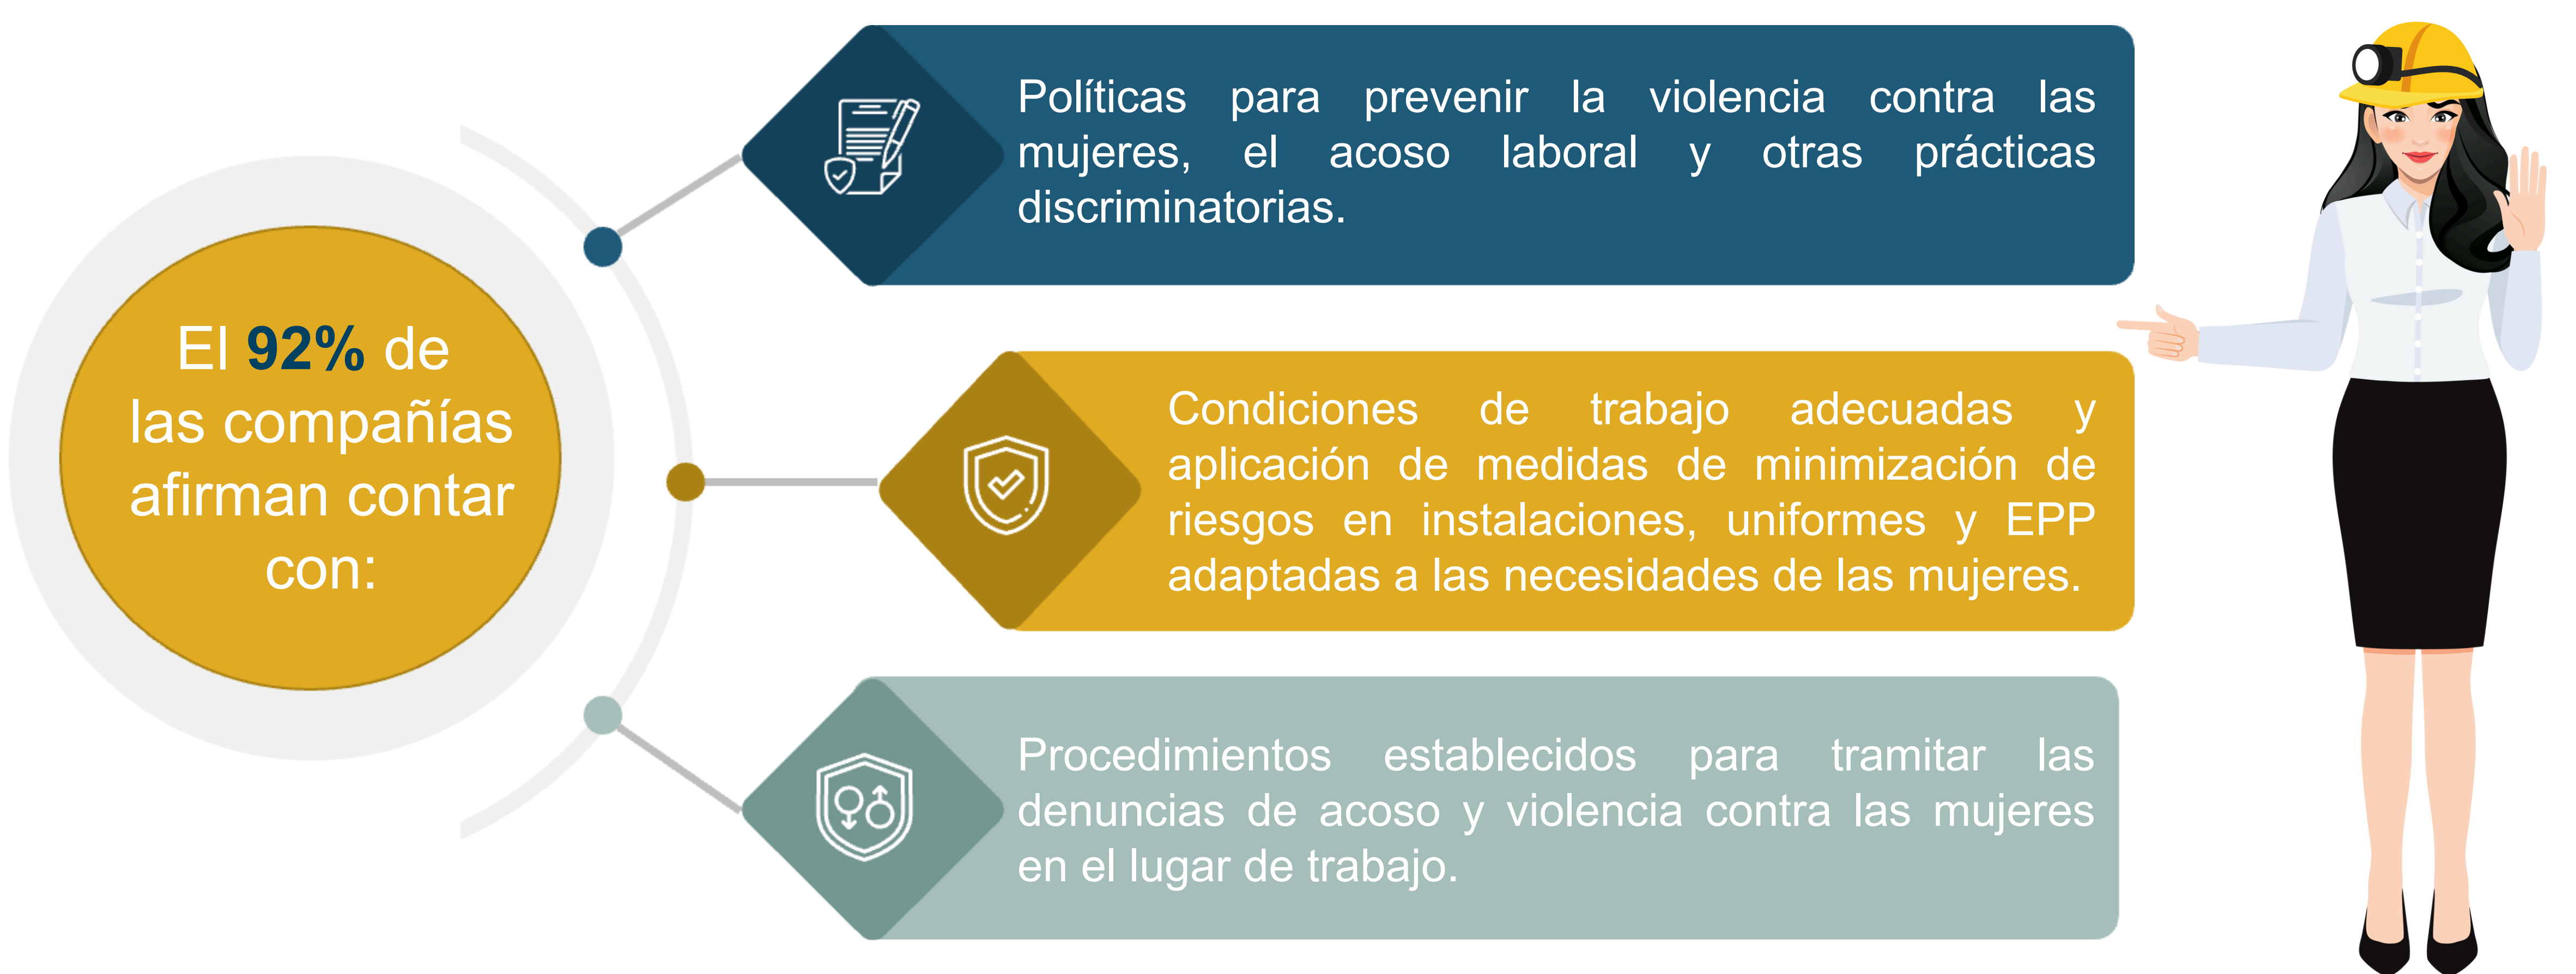 El 92% de
las compañías
afirman contar
con:
Políticas para prevenir la violencia contra las
mujeres, el acoso laboral y otras prácticas
discriminatorias.
Condiciones de trabajo adecuadas y
aplicación de medidas de minimización de
riesgos en instalaciones, uniformes y EPP
adaptadas a las necesidades de las mujeres.
Procedimientos establecidos para tramitar las
denuncias de acoso y violencia contra las mujeres
en el lugar de trabajo.